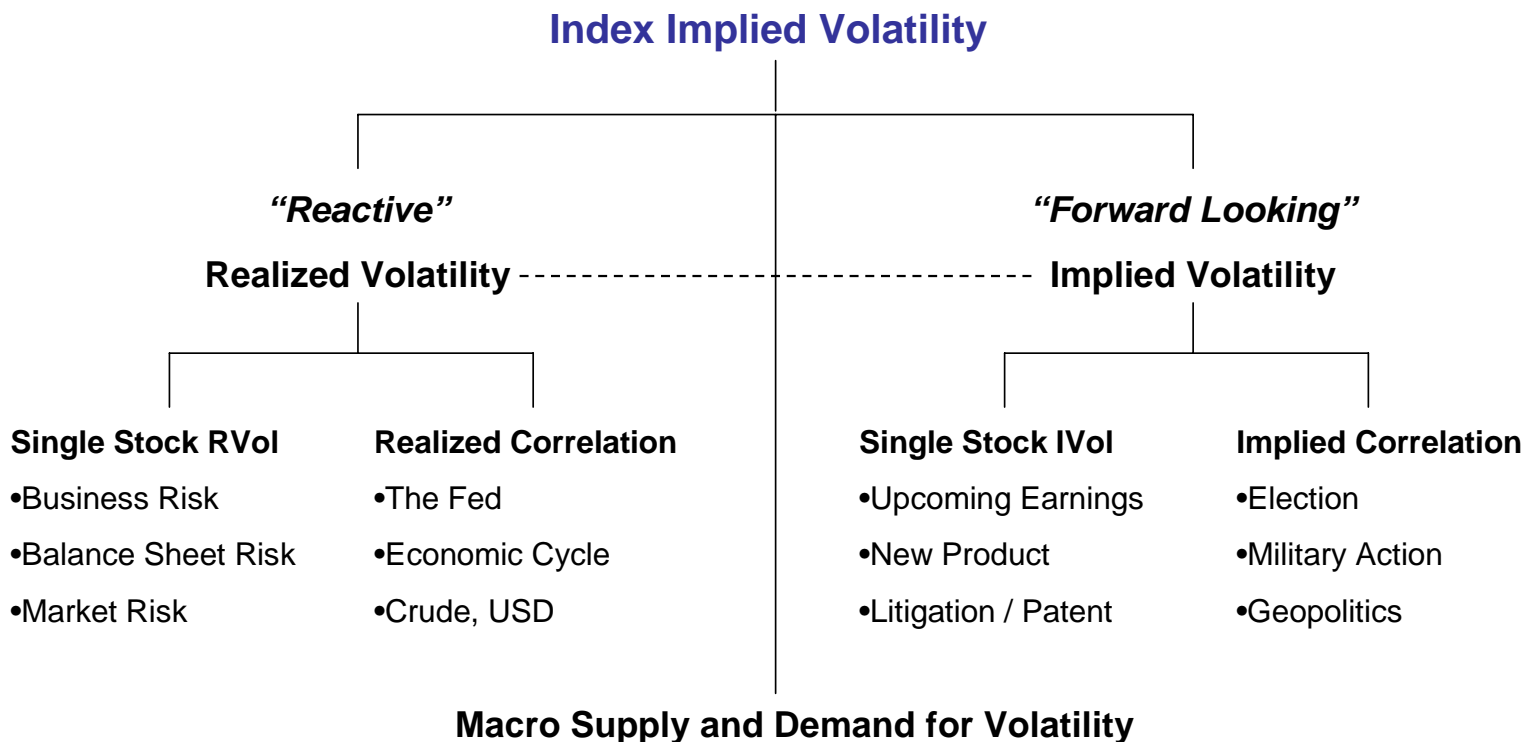 Index Implied Volatility
“Reactive”
“Forward Looking”
Realized Volatility
Implied Volatility
Single Stock RVol
•Business Risk
•Balance Sheet Risk
•Market Risk
Realized Correlation
•The Fed
•Economic Cycle
•Crude, USD
Single Stock IVol
•Upcoming Earnings
•New Product
•Litigation / Patent
Implied Correlation
•Election
•Military Action
•Geopolitics
Macro Supply and Demand for Volatility